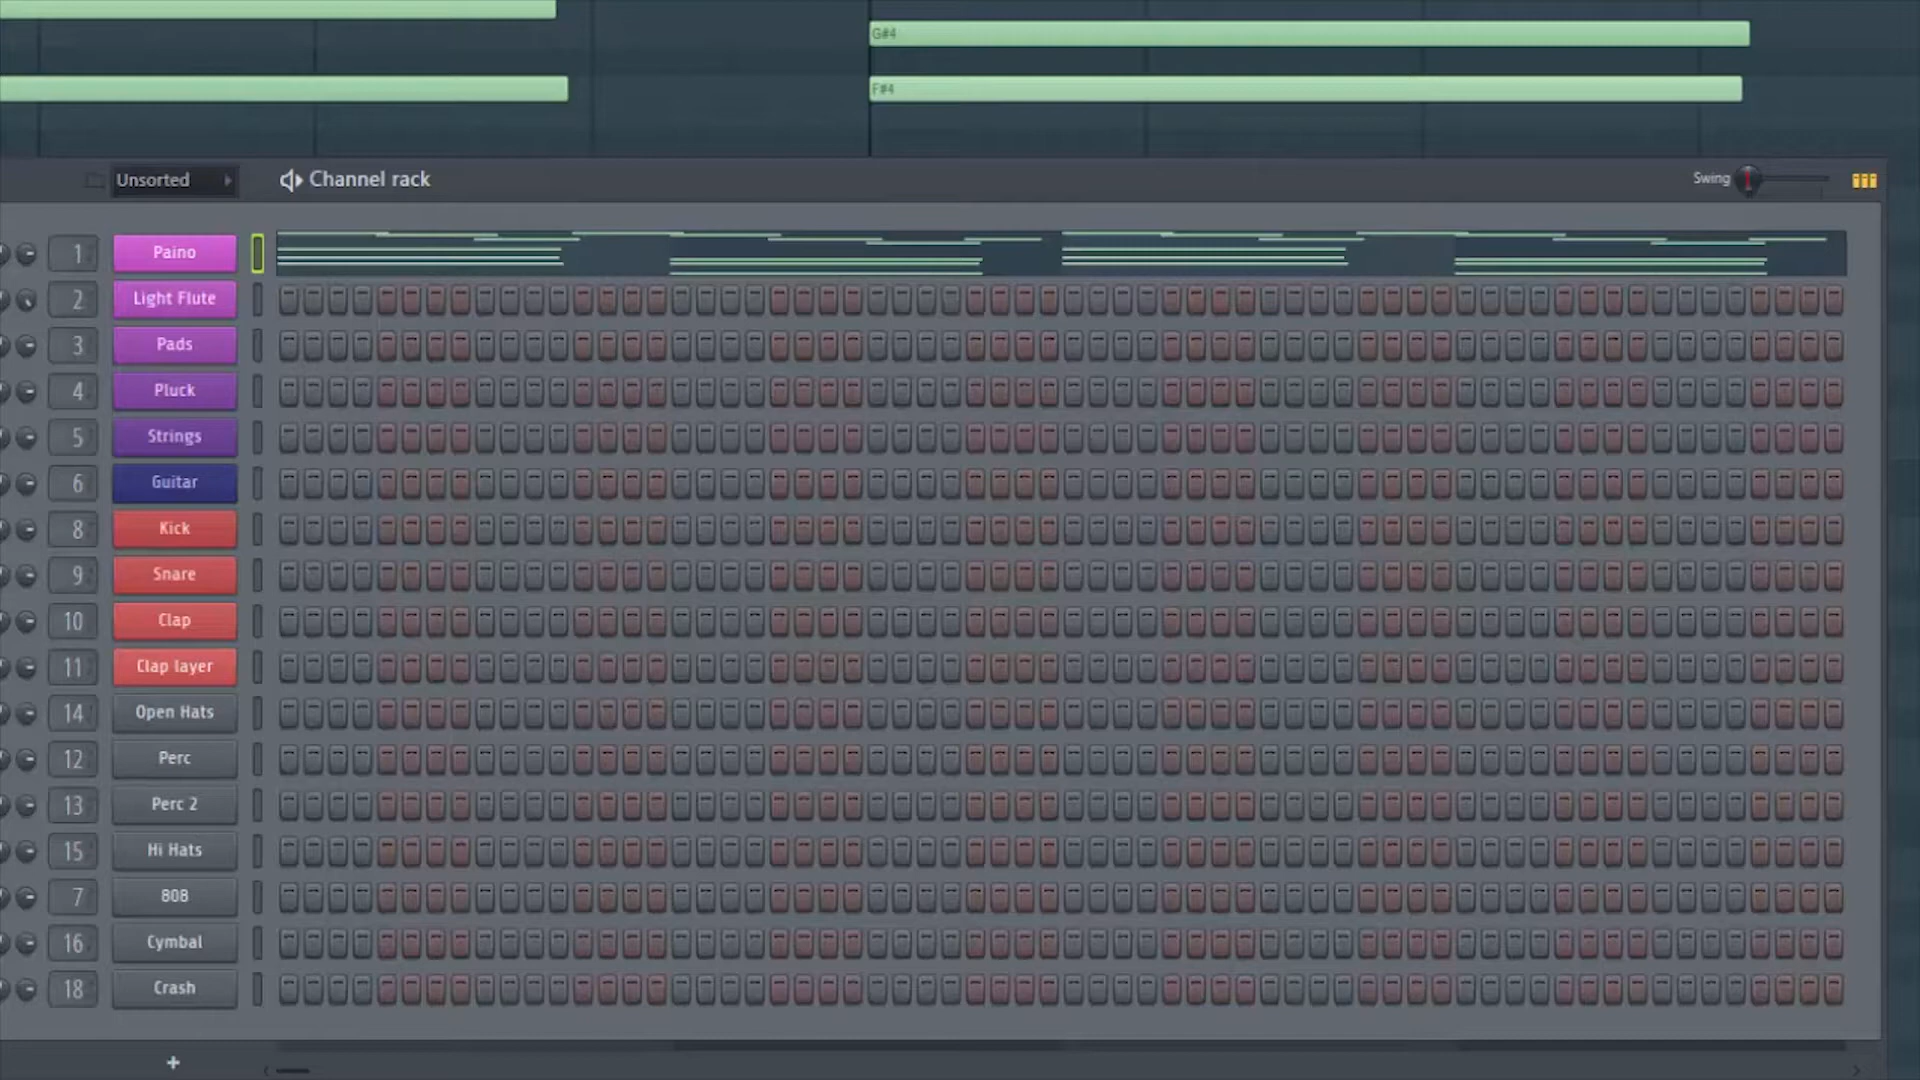 G#4
F#4
Unsorted
Channel rack
Swing
1 Paino
2 Light Flute
3 Pads
4 Pluck
5 Strings
6 Guitar
8 Kick
9 Snare
10 Clap
11 Clap layer
14 Open Hats
12 Perc
13 Perc 2
15 Hi Hats
7 808
16 Cymbal
18 Crash
+